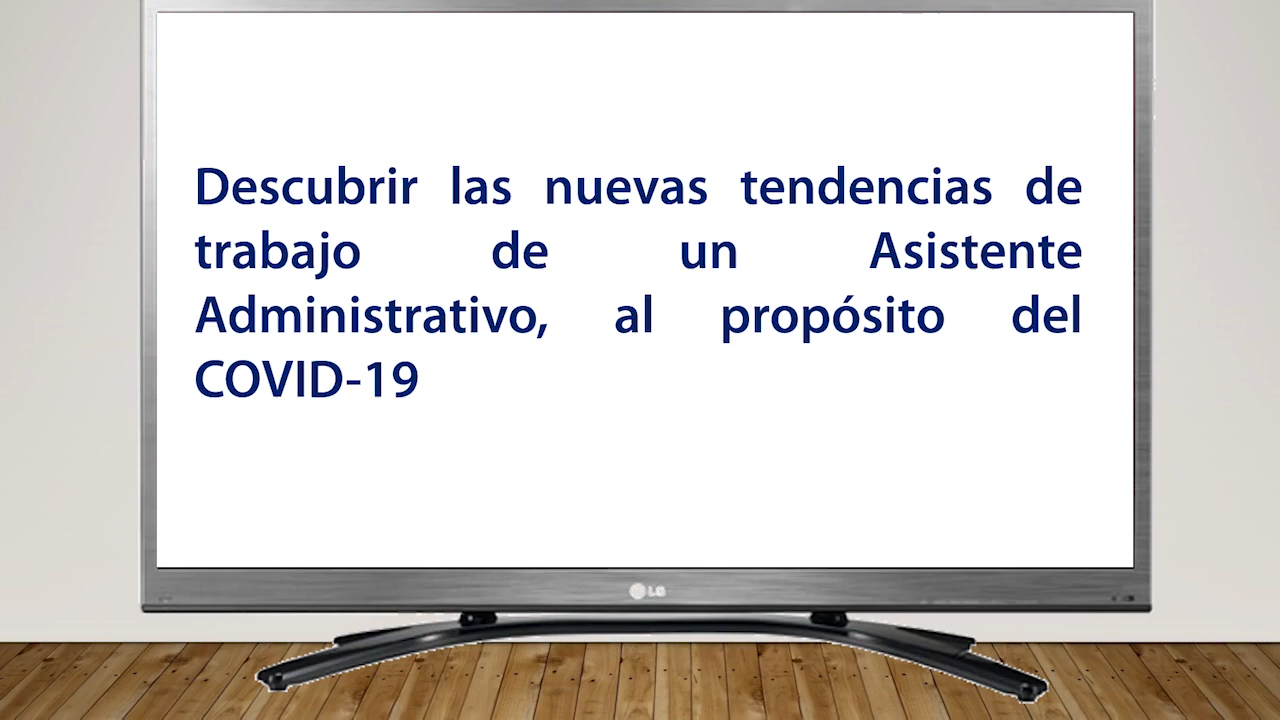 Descubrir las nuevas tendencias de
trabajo de un Asistente
Administrativo, al propósito del
COVID-19
LG